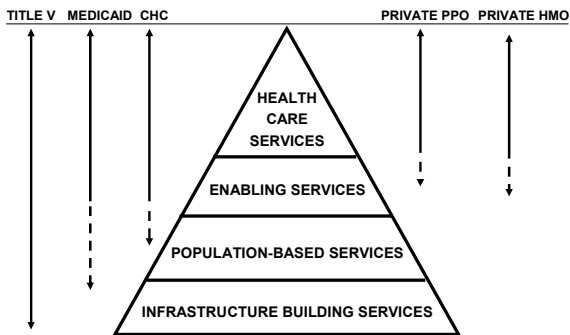 TITLE V MEDICAID CHC PRIVATE PPO PRIVATE HMO
HEALTH
CARE
SERVICES
ENABLING SERVICES
POPULATION-BASED SERVICES
INFRASTRUCTURE BUILDING SERVICES